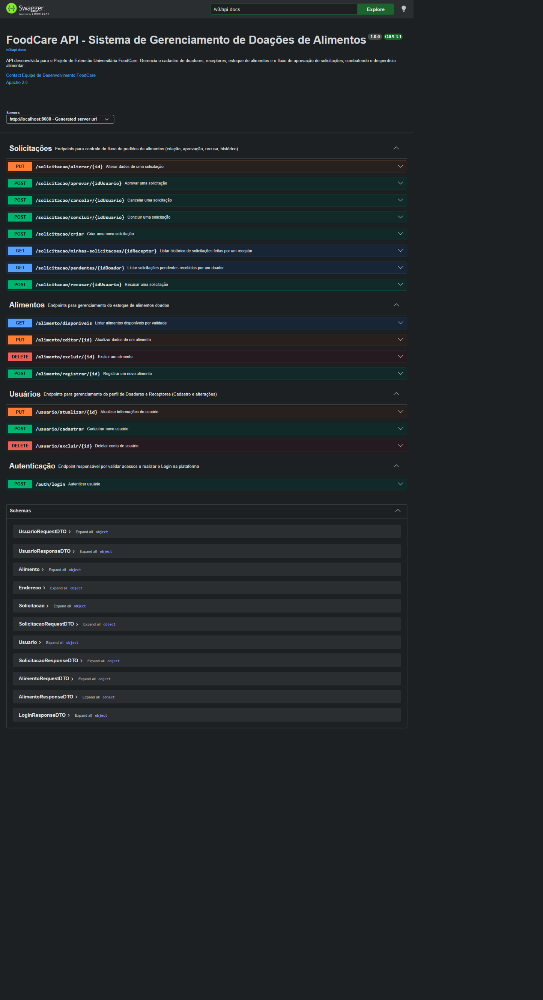 Swagger
Supported by SMARTBEAR
/v3/api-docs
Explore
FoodCare API - Sistema de Gerenciamento de Doações de Alimentos 1.0.0 OAS 3.1
/v3/api-docs
API desenvolvida para o Projeto de Extensão Universitária FoodCare. Gerencia o cadastro de doadores, receptores, estoque de alimentos e o fluxo de aprovação de solicitações, combatendo o desperdício
alimentar.
Contact Equipe de Desenvolvimento FoodCare
Apache 2.0
Servers
http://localhost:8080 - Generated server url
Solicitações Endpoints para controle do fluxo de pedidos de alimentos (criação, aprovação, recusa, histórico)
PUT /solicitacao/alterar/{id} Alterar dados de uma solicitação
POST /solicitacao/aprovar/{idUsuario} Aprovar uma solicitação
POST /solicitacao/cancelar/{idUsuario} Cancelar uma solicitação
POST /solicitacao/concluir/{idUsuario} Concluir uma solicitação
POST /solicitacao/criar Criar uma nova solicitação
GET /solicitacao/minhas-solicitacoes/{idReceptor} Listar histórico de solicitações feitas por um receptor
GET /solicitacao/pendentes/{idDoador} Listar solicitações pendentes recebidas por um doador
POST /solicitacao/recusar/{idUsuario} Recusar uma solicitação
Alimentos Endpoints para gerenciamento do estoque de alimentos doados
GET /alimento/disponiveis Listar alimentos disponíveis por validade
PUT /alimento/editar/{id} Atualizar dados de um alimento
DELETE /alimento/excluir/{id} Excluir um alimento
POST /alimento/registrar/{id} Registrar um novo alimento
Usuários Endpoints para gerenciamento do perfil de Doadores e Receptores (Cadastro e alterações)
PUT /usuario/atualizar/{id} Atualizar informações do usuário
POST /usuario/cadastrar Cadastrar novo usuário
DELETE /usuario/excluir/{id} Deletar conta de usuário
Autenticação Endpoint responsável por validar acessos e realizar o Login na plataforma
POST /auth/login Autenticar usuário
Schemas
UsuarioRequestDTO Expand all object
UsuarioResponseDTO Expand all object
Alimento Expand all object
Endereco Expand all object
Solicitacao Expand all object
SolicitacaoRequestDTO Expand all object
Usuario Expand all object
SolicitacaoResponseDTO Expand all object
AlimentoRequestDTO Expand all object
AlimentoResponseDTO Expand all object
LoginResponseDTO Expand all object